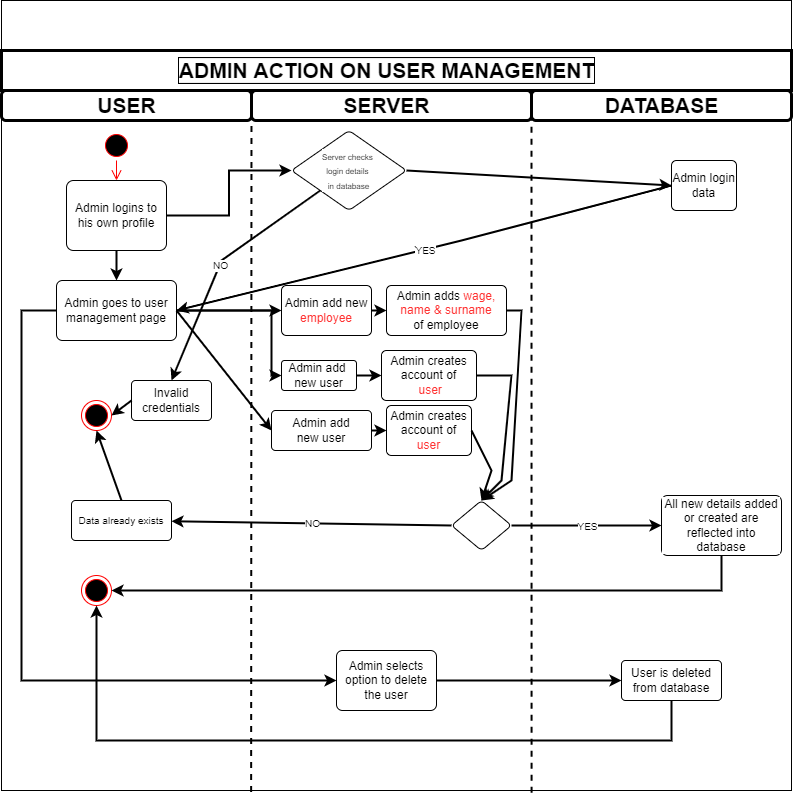 ADMIN ACTION ON USER MANAGEMENT
USER
SERVER
DATABASE
Server checks
login details
in database
Admin login
data
Admin logins to
his own profile
YES
NO
Admin goes to user
management page
Admin add new
employee
Admin adds wage,
name & surname
of employee
Admin add
new user
Admin creates
account of
user
Invalid
credentials
Admin add
new user
Admin creates
account of
user
Data already exists
NO
YES
All new details added
or created are
reflected into
database
Admin selects
option to delete
the user
User is deleted
from database